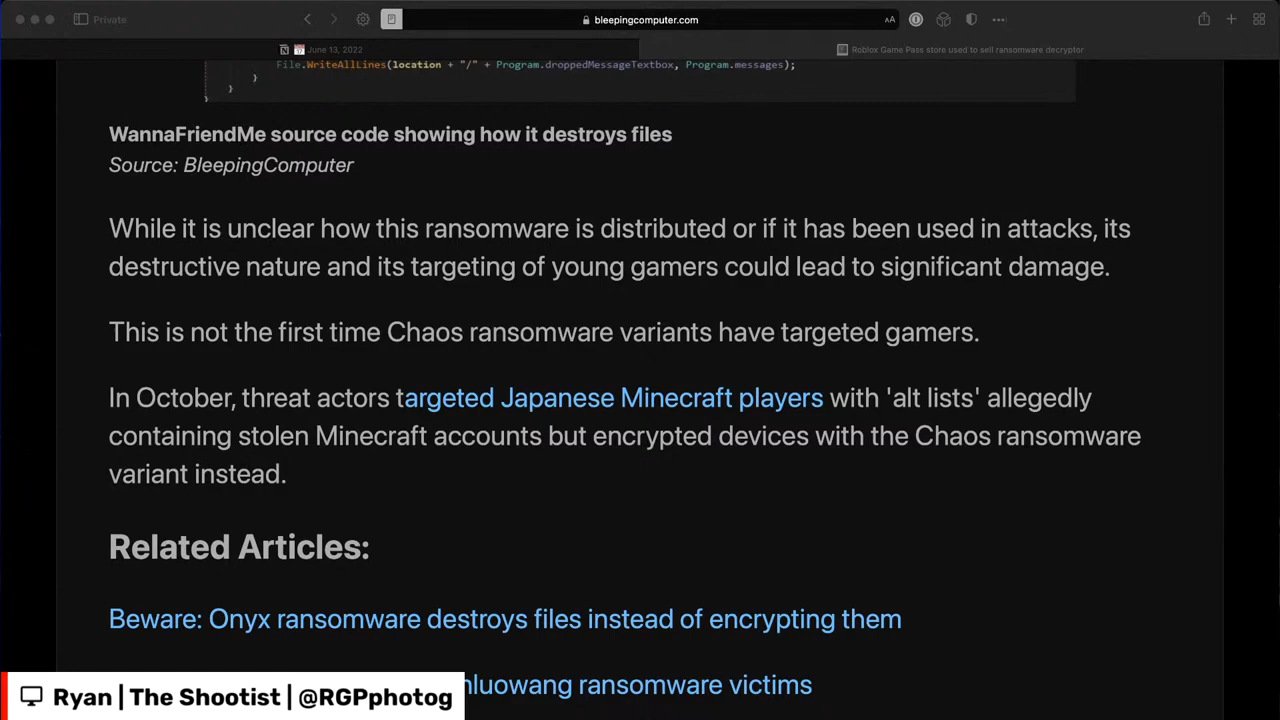 Private
bleepingcomputer.com
June 13, 2022
Roblox Game Pass store used to sell ransomware decryptor
File.WriteAllLines(location + "/" + Program.droppedMessageTextbox, Program.messages);
}
}
}
WannaFriendMe source code showing how it destroys files
Source: BleepingComputer
While it is unclear how this ransomware is distributed or if it has been used in attacks, its
destructive nature and its targeting of young gamers could lead to significant damage.
This is not the first time Chaos ransomware variants have targeted gamers.
In October, threat actors targeted Japanese Minecraft players with 'alt lists' allegedly
containing stolen Minecraft accounts but encrypted devices with the Chaos ransomware
variant instead.
Related Articles:
Beware: Onyx ransomware destroys files instead of encrypting them
ransomware victims
Ryan | The Shootist | @RGPphotog